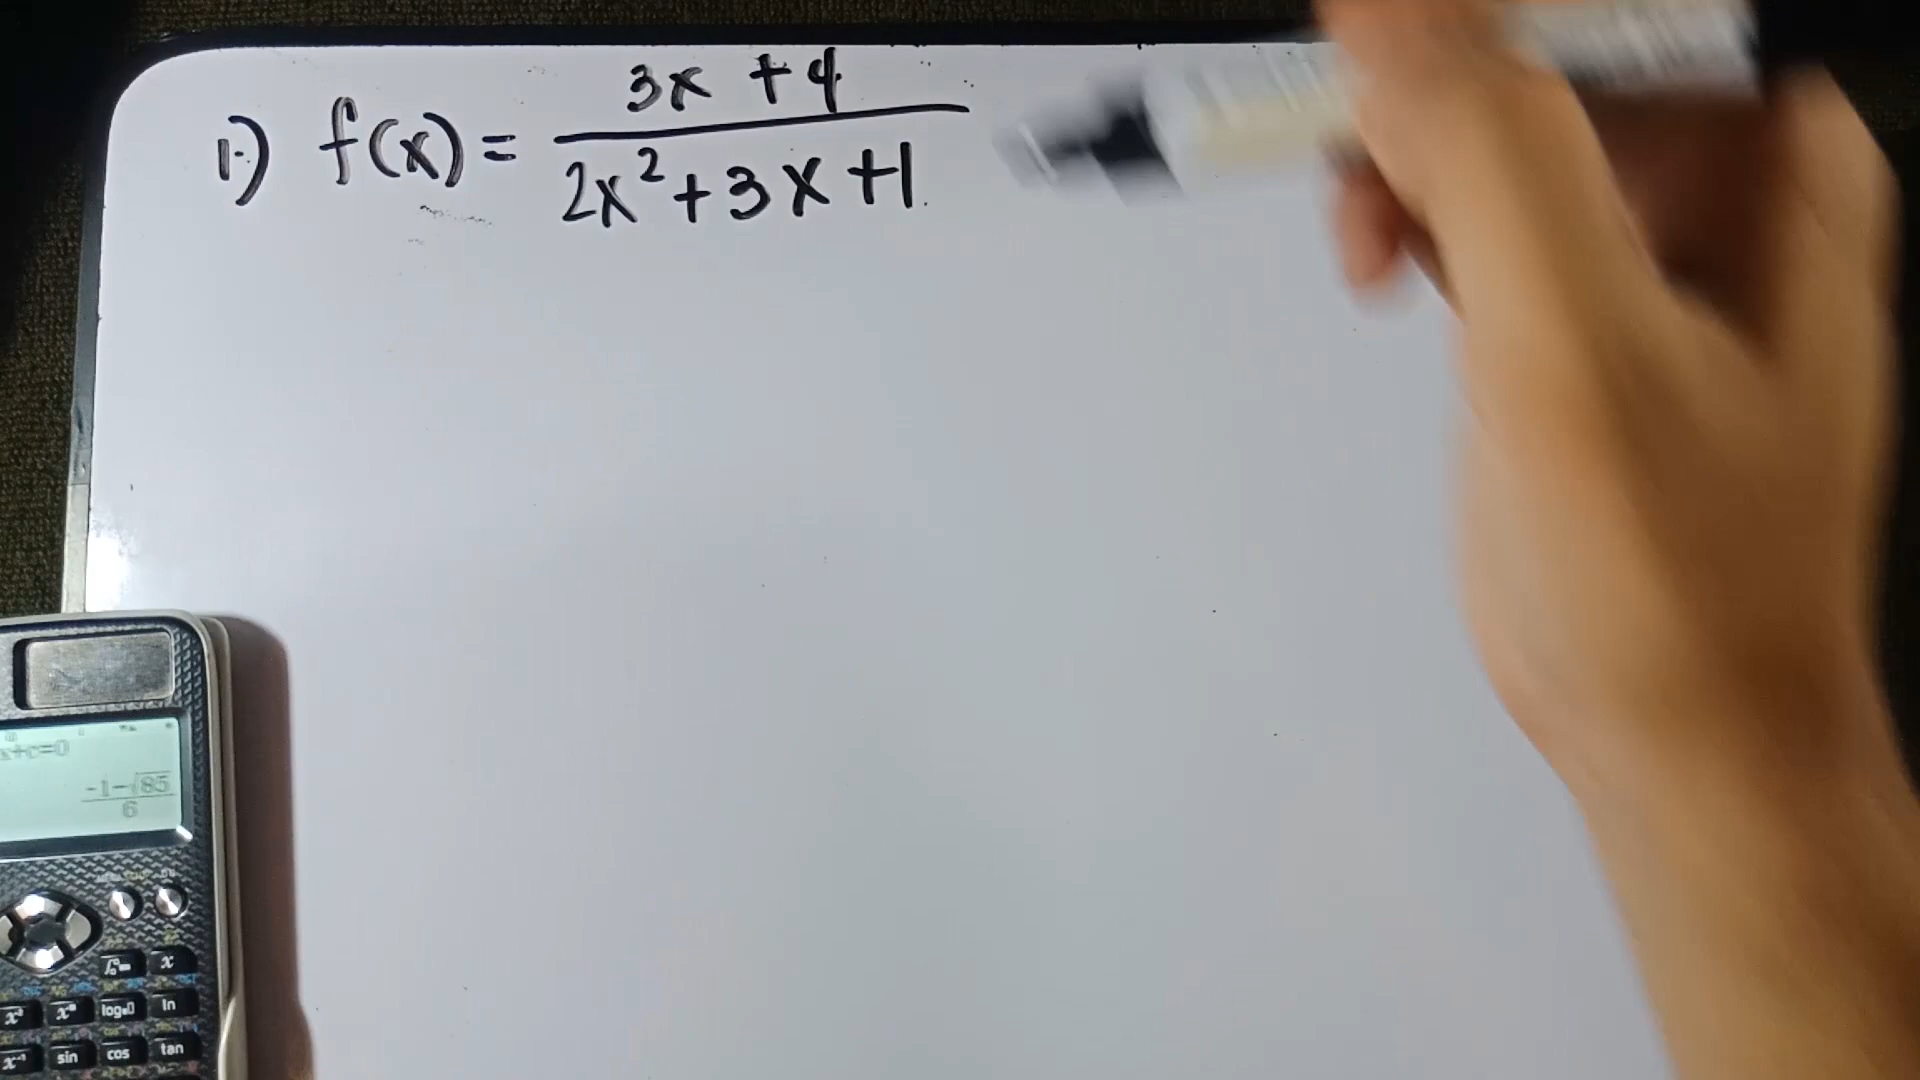 1.) f(x) = 3x + 4
2x² + 3x + 1
x+c=0
-1-√85
6
x
log ln
sin cos tan